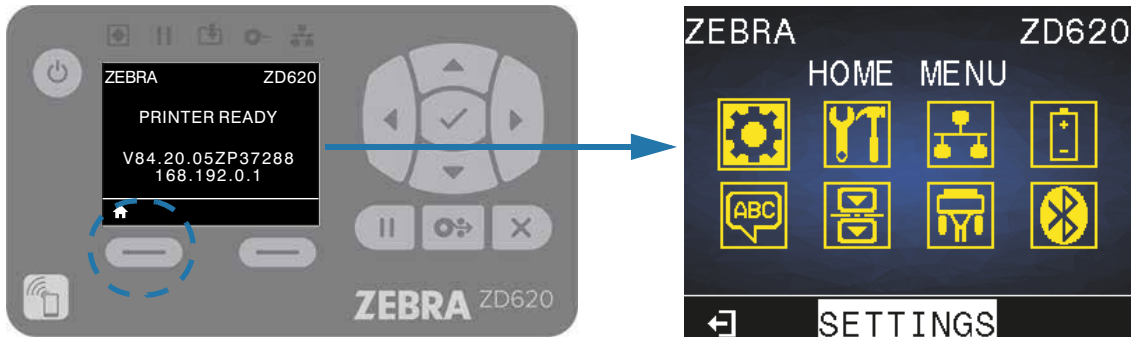 ZEBRA ZD620
PRINTER READY
V84.20.05ZP37288
168.192.0.1
ZEBRA ZD620
ZEBRA ZD620
HOME MENU
ABC
SETTINGS